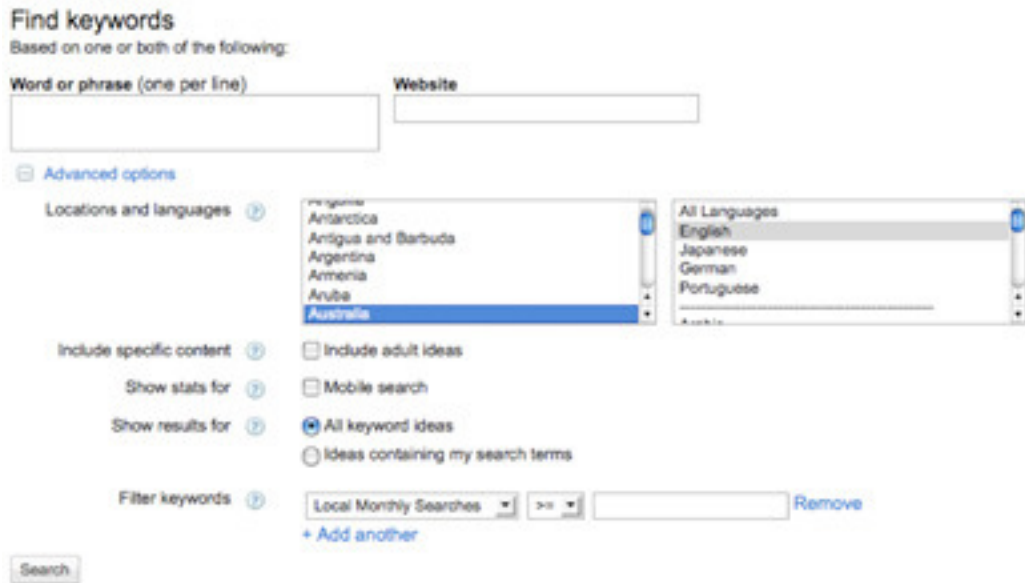 Find keywords
Based on one or both of the following:
Word or phrase (one per line) Website
Advanced options
Locations and languages ?
Anguilla
Antarctica
Antigua and Barbuda
Argentina
Armenia
Aruba
Australia
All Languages
English
Japanese
German
Portuguese
Include specific content ? Include adult ideas
Show stats for ? Mobile search
Show results for ? All keyword ideas
Ideas containing my search terms
Filter keywords ? Local Monthly Searches >= Remove
+ Add another
Search